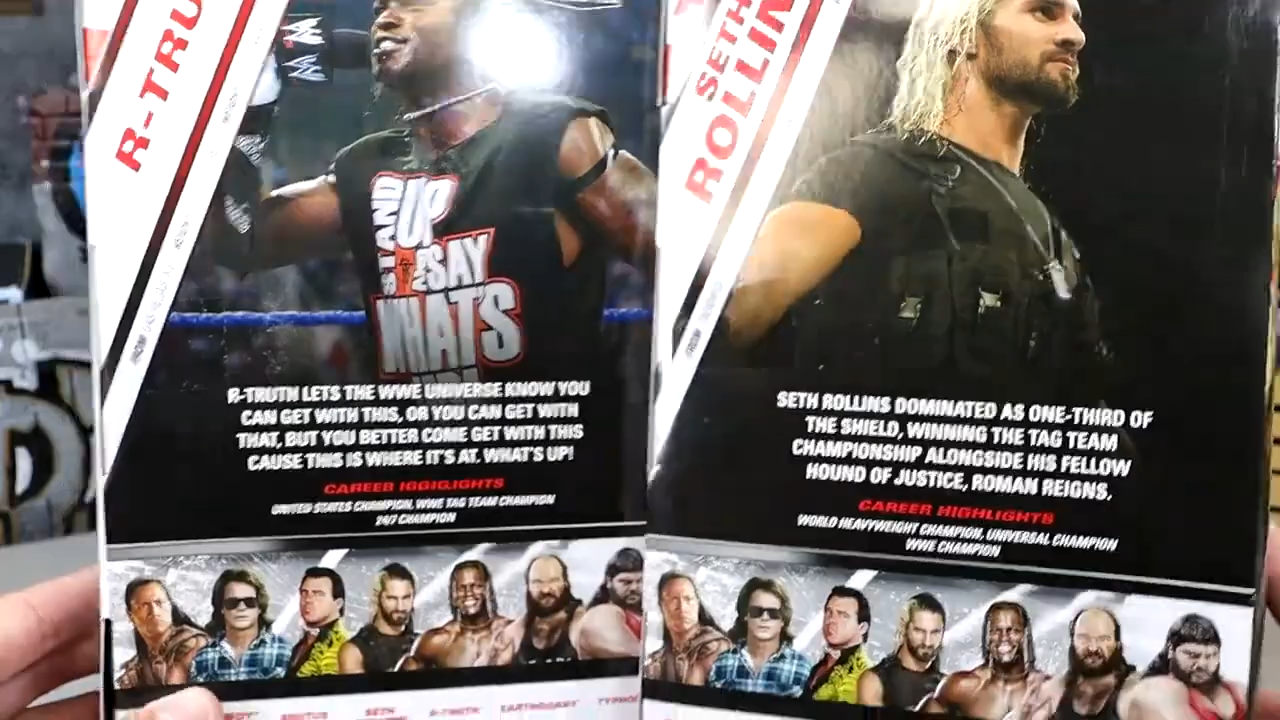 R-TRU
STAND
UP
SAY
WHAT'S
R-TRUTH LETS THE WWE UNIVERSE KNOW YOU
CAN GET WITH THIS, OR YOU CAN GET WITH
THAT, BUT YOU BETTER COME GET WITH THIS
CAUSE THIS IS WHERE IT'S AT. WHAT'S UP!
CAREER HIGIGLIGHTS
UNITED STATES CHAMPION, WWE TAG TEAM CHAMPION
24/7 CHAMPION
SETH
R-TRUTH
EARTHQUAKE
SETH
ROLLIN
SETH ROLLINS DOMINATED AS ONE-THIRD OF
THE SHIELD, WINNING THE TAG TEAM
CHAMPIONSHIP ALONGSIDE HIS FELLOW
HOUND OF JUSTICE, ROMAN REIGNS.
CAREER HIGHLIGHTS
WORLD HEAVYWEIGHT CHAMPION, UNIVERSAL CHAMPION
WWE CHAMPION